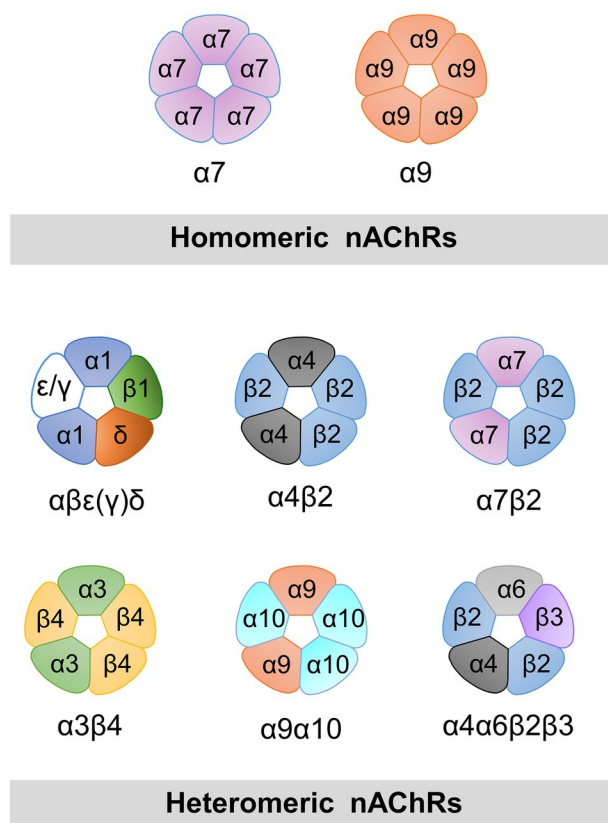 α7 α9
α7 α7 α9 α9
α7 α7 α9 α9
α7 α9
Homomeric nAChRs
α1 α4 α7
ε/γ β1 β2 β2 β2 β2
α1 δ α4 β2 α7 β2
αβε(γ)δ α4β2 α7β2
α3 α9 α6
β4 β4 α10 α10 β2 β3
α3 β4 α9 α10 α4 β2
α3β4 α9α10 α4α6β2β3
Heteromeric nAChRs